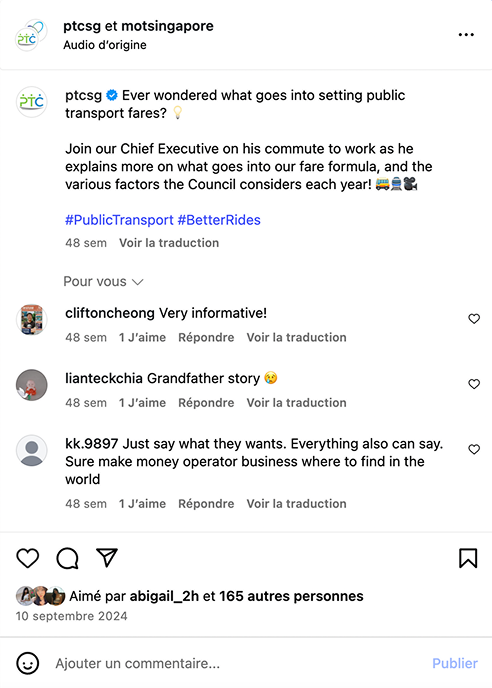 ptcsg et motsingapore
Audio d'origine
PTC
PTC
ptcsg Ever wondered what goes into setting public
transport fares? 💡
Join our Chief Executive on his commute to work as he
explains more on what goes into our fare formula, and the
various factors the Council considers each year! 🚌🚆🎥
#PublicTransport #BetterRides
48 sem Voir la traduction
Pour vous
cliftoncheong Very informative!
48 sem 1 J'aime Répondre Voir la traduction
lianteckchia Grandfather story 😢
48 sem 1 J'aime Répondre Voir la traduction
kk.9897 Just say what they wants. Everything also can say.
Sure make money operator business where to find in the
world
48 sem 1 J'aime Répondre Voir la traduction
Aimé par abigail_2h et 165 autres personnes
10 septembre 2024
Ajouter un commentaire...
Publier